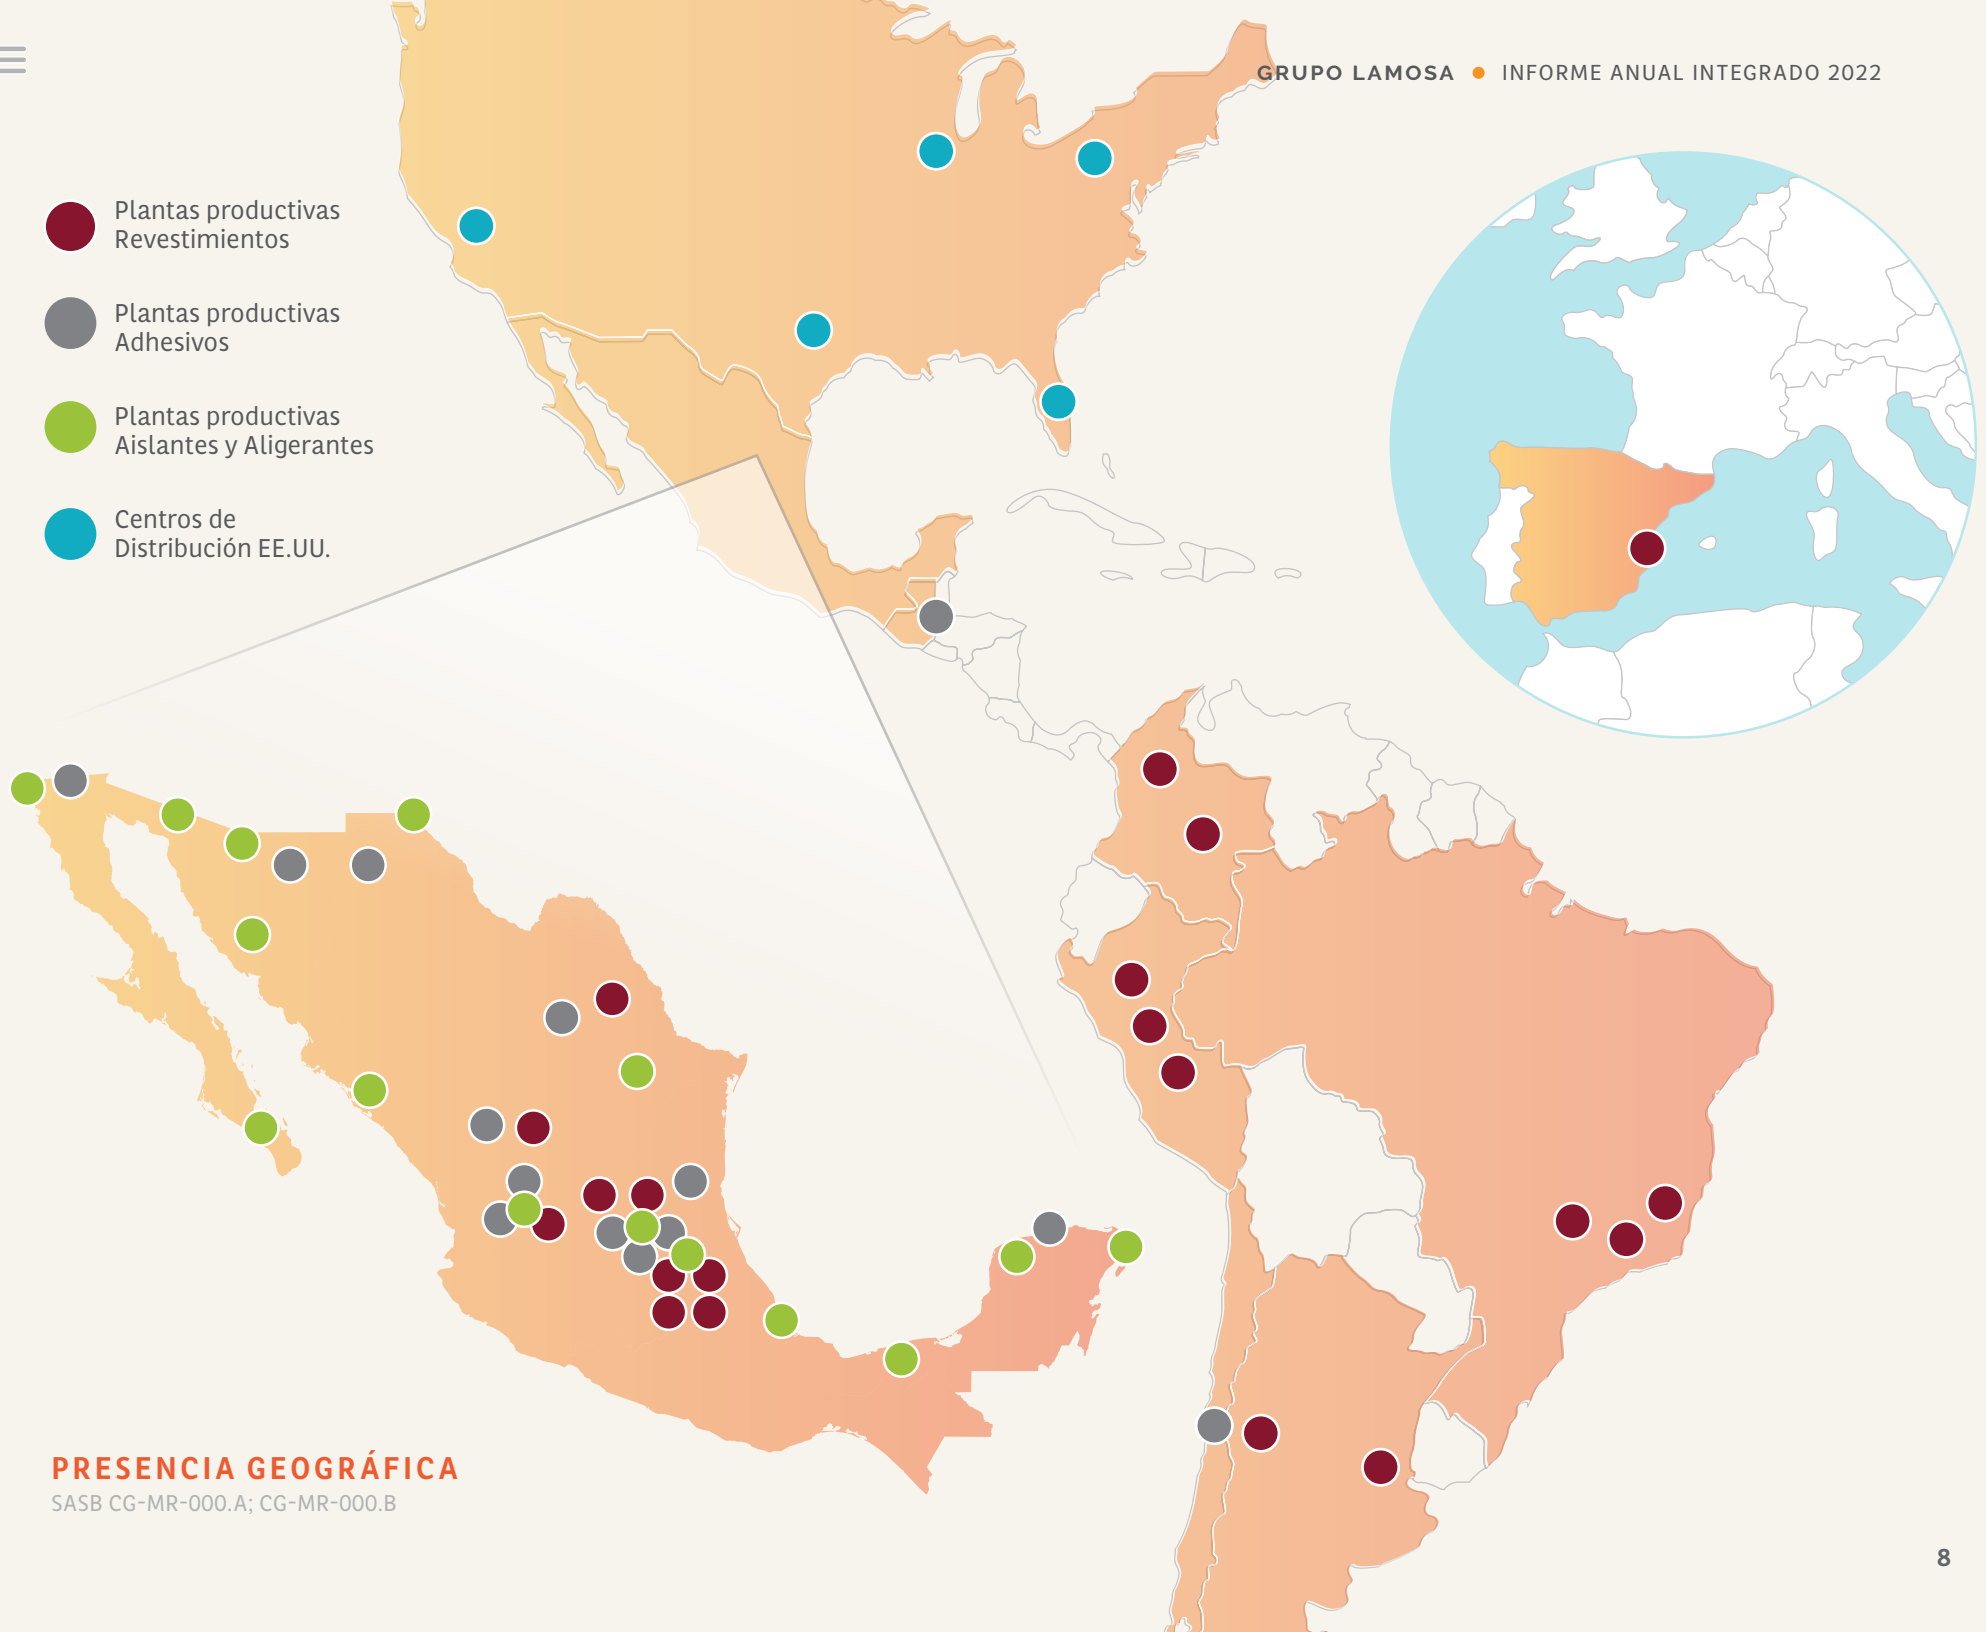 GRUPO LAMOSA ● INFORME ANUAL INTEGRADO 2022
Plantas productivas
Revestimientos
Plantas productivas
Adhesivos
Plantas productivas
Aislantes y Aligerantes
Centros de
Distribución EE.UU.
PRESENCIA GEOGRÁFICA
SASB CG-MR-000.A; CG-MR-000.B
8